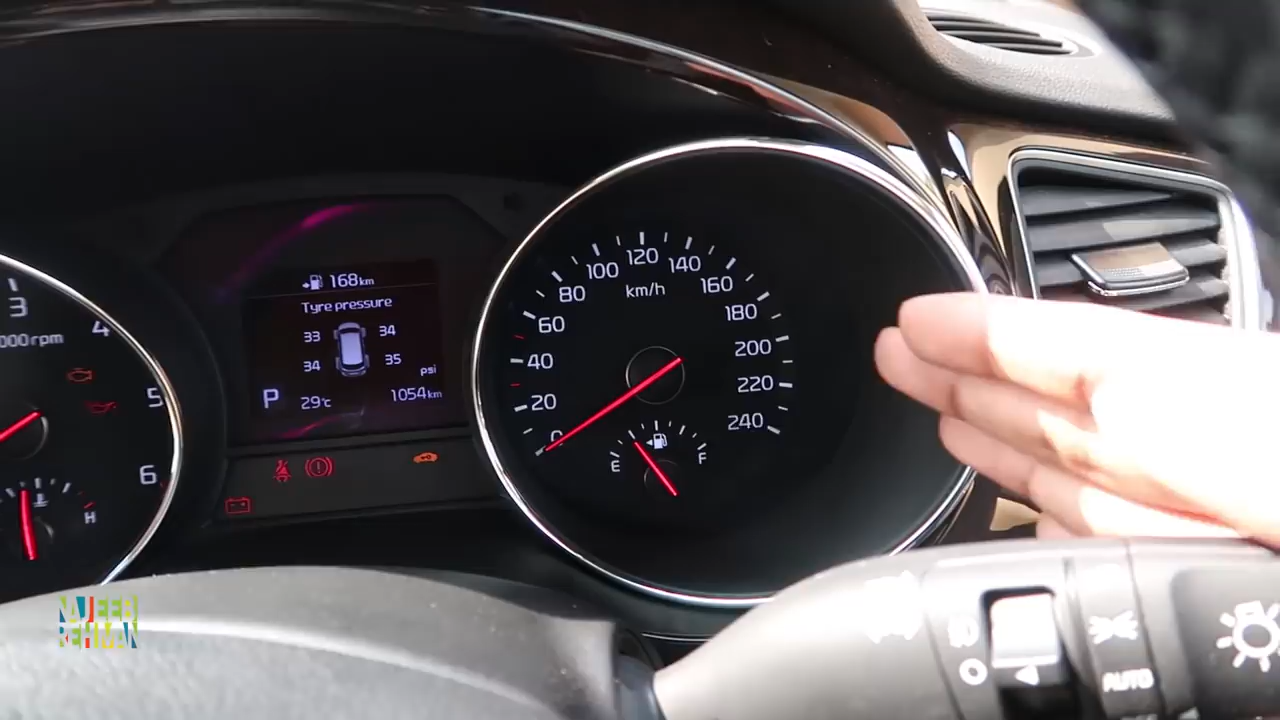 3
4
5
6
000rpm
H
168km
Tyre pressure
33 34
34 35
psi
P 29℃ 1054km
0
20
40
60
80
100
120
140
160
180
200
220
240
km/h
E F
AUTO
NAJEEB
REHMAN